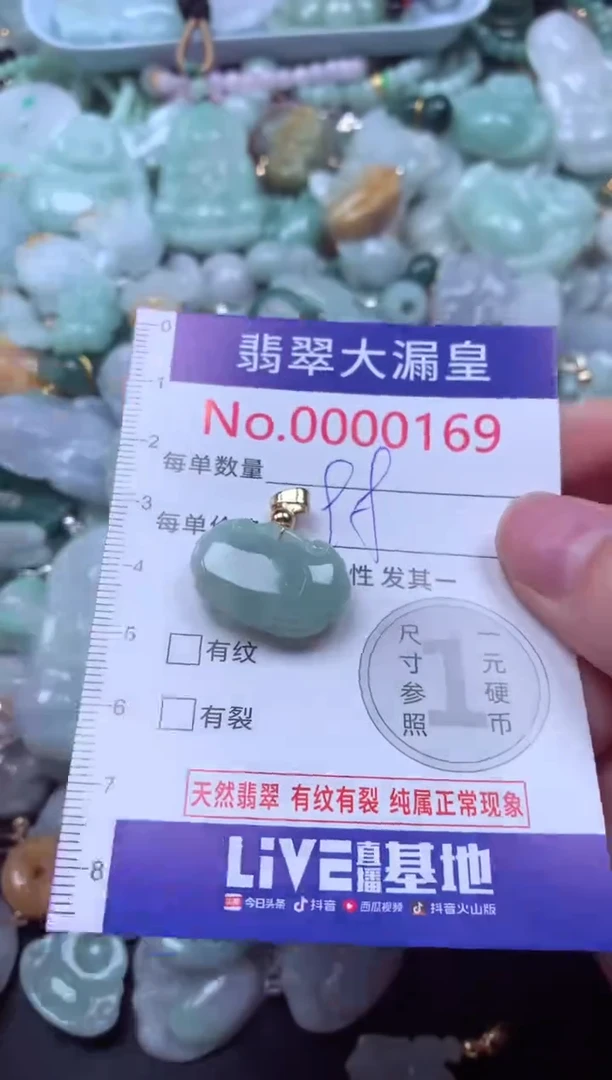 0
翡翠大漏皇
1
No.0000169
2
每单数量
3
每单
4
性发其一
5
有纹
尺寸参照
1
一元硬币
6
有裂
7
天然翡翠 有纹有裂 纯属正常现象
8
LiVE直播基地
今日头条 抖音 西瓜视频 抖音火山版